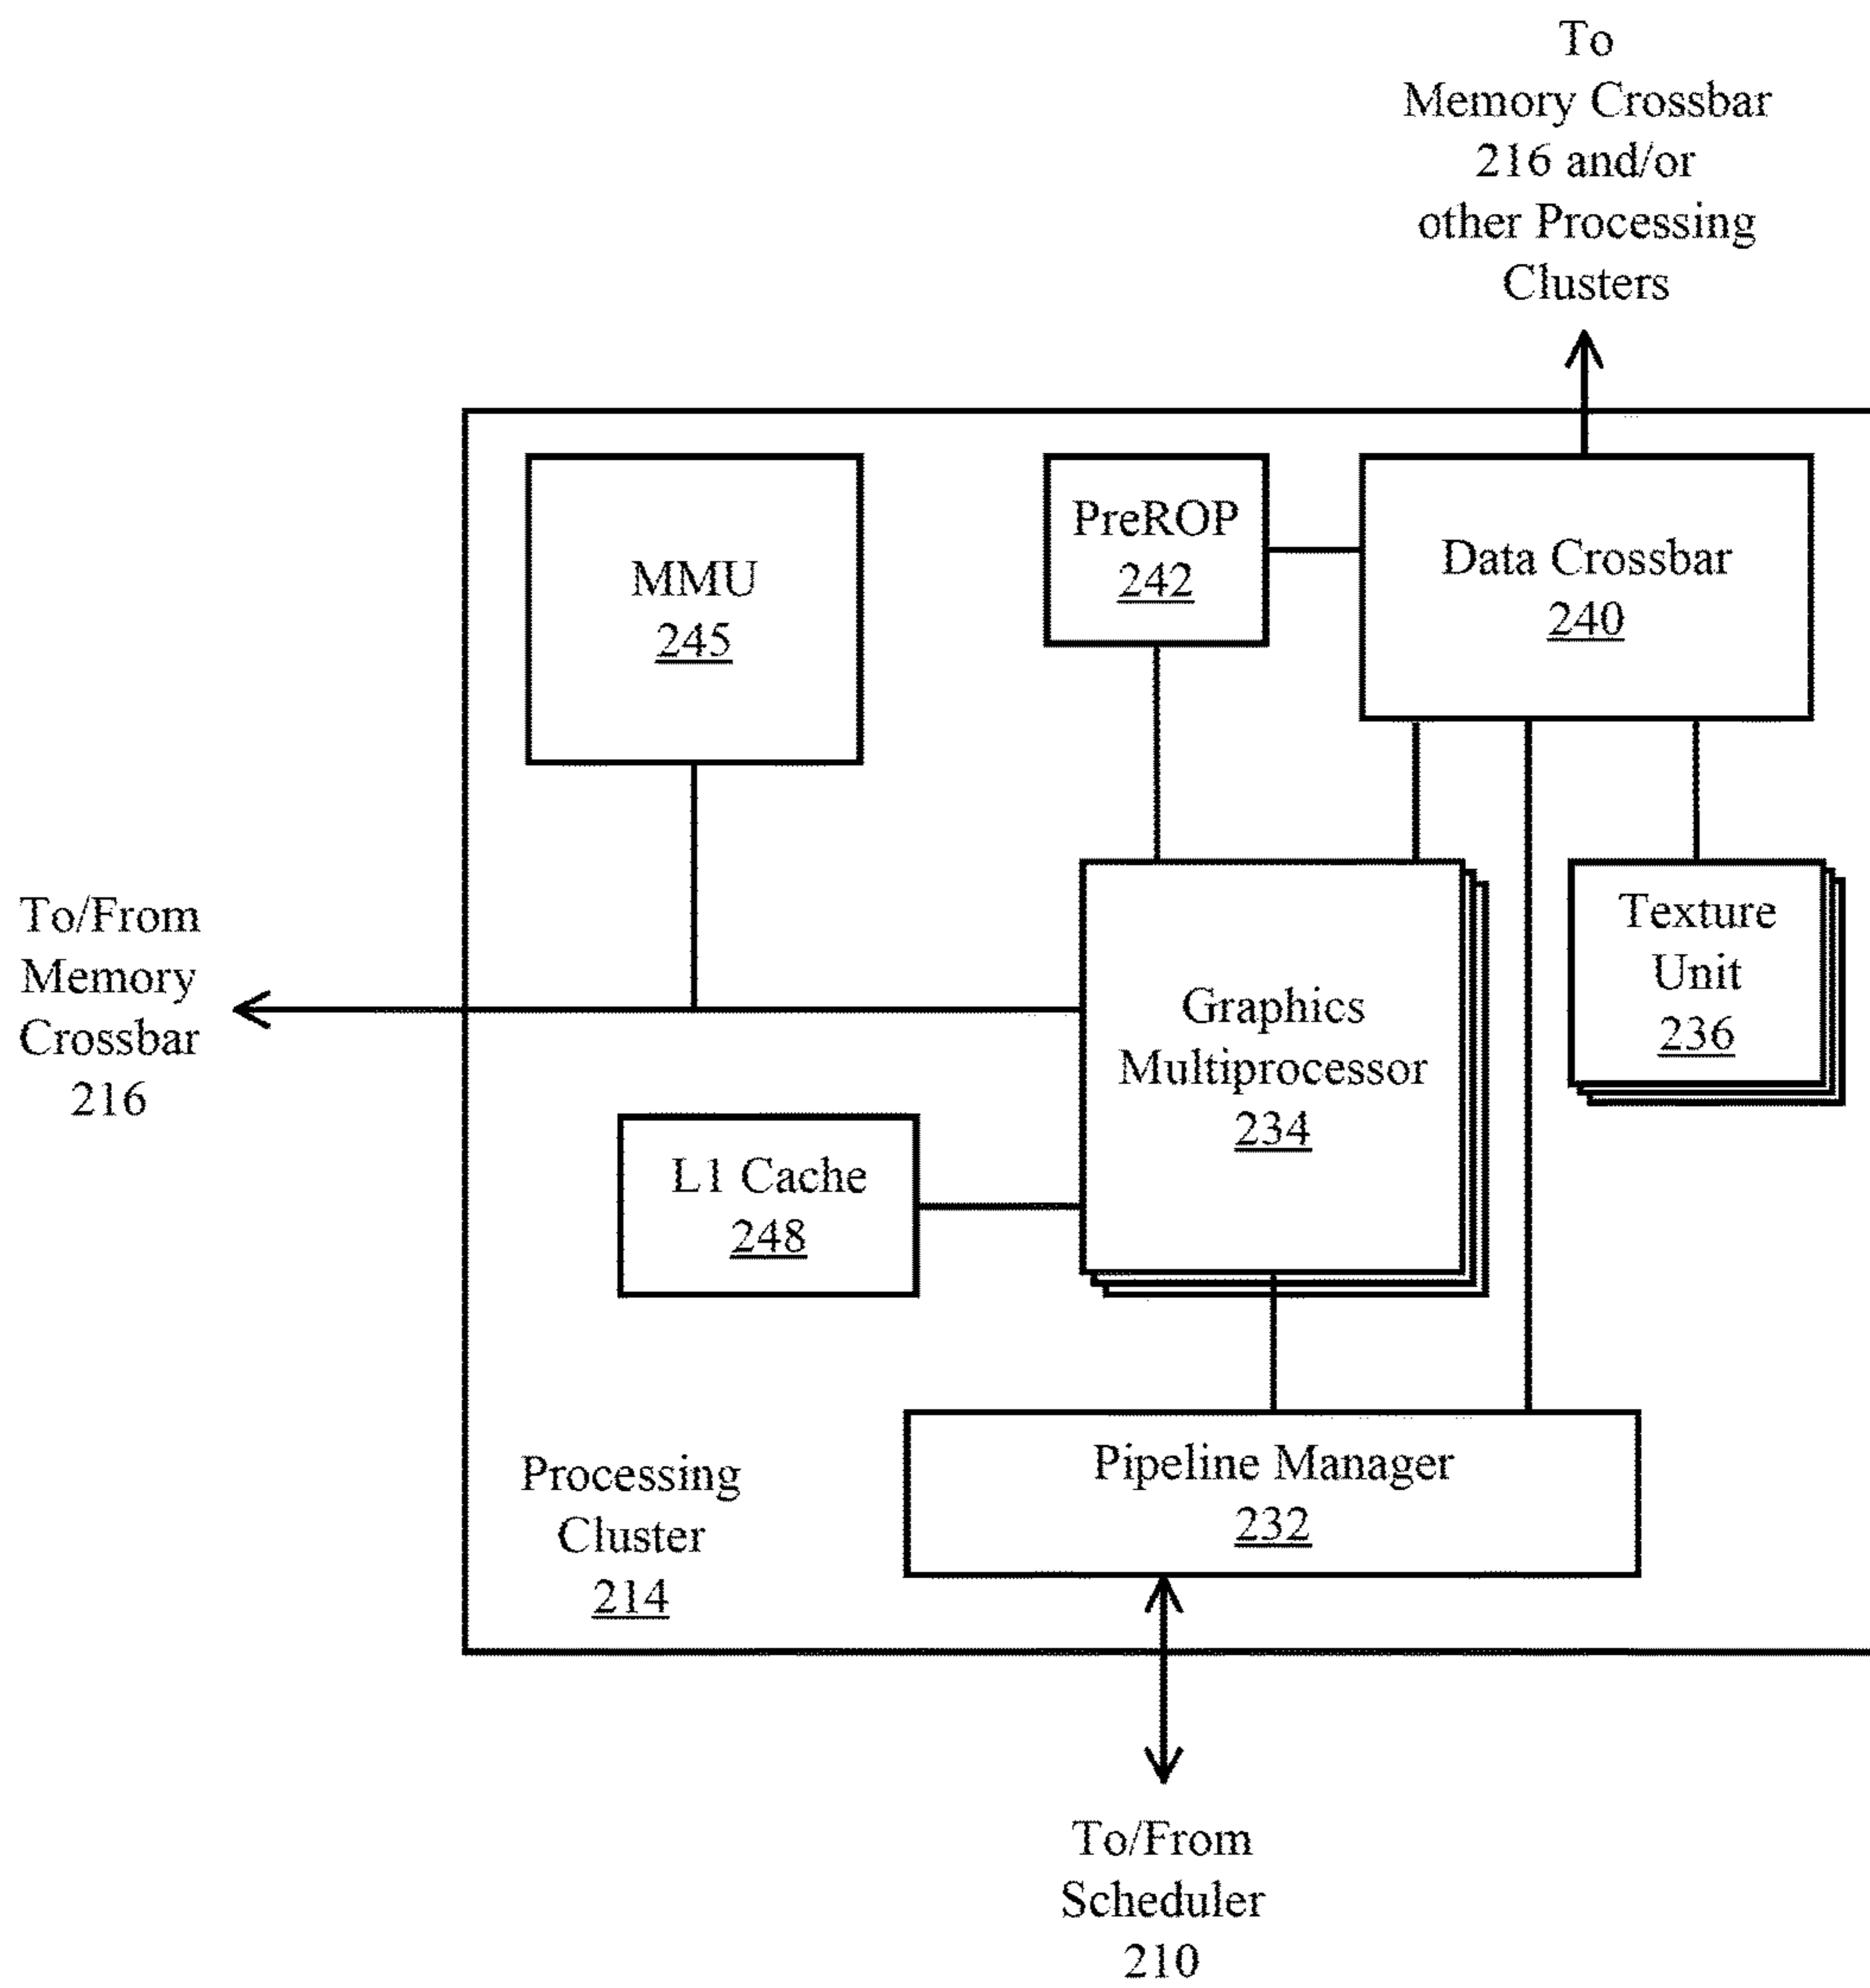 To
Memory Crossbar
216 and/or
other Processing
Clusters
MMU
245
PreROP
242
Data Crossbar
240
To/From
Memory
Crossbar
216
Graphics
Multiprocessor
234
Texture
Unit
236
L1 Cache
248
Processing
Cluster
214
Pipeline Manager
232
To/From
Scheduler
210